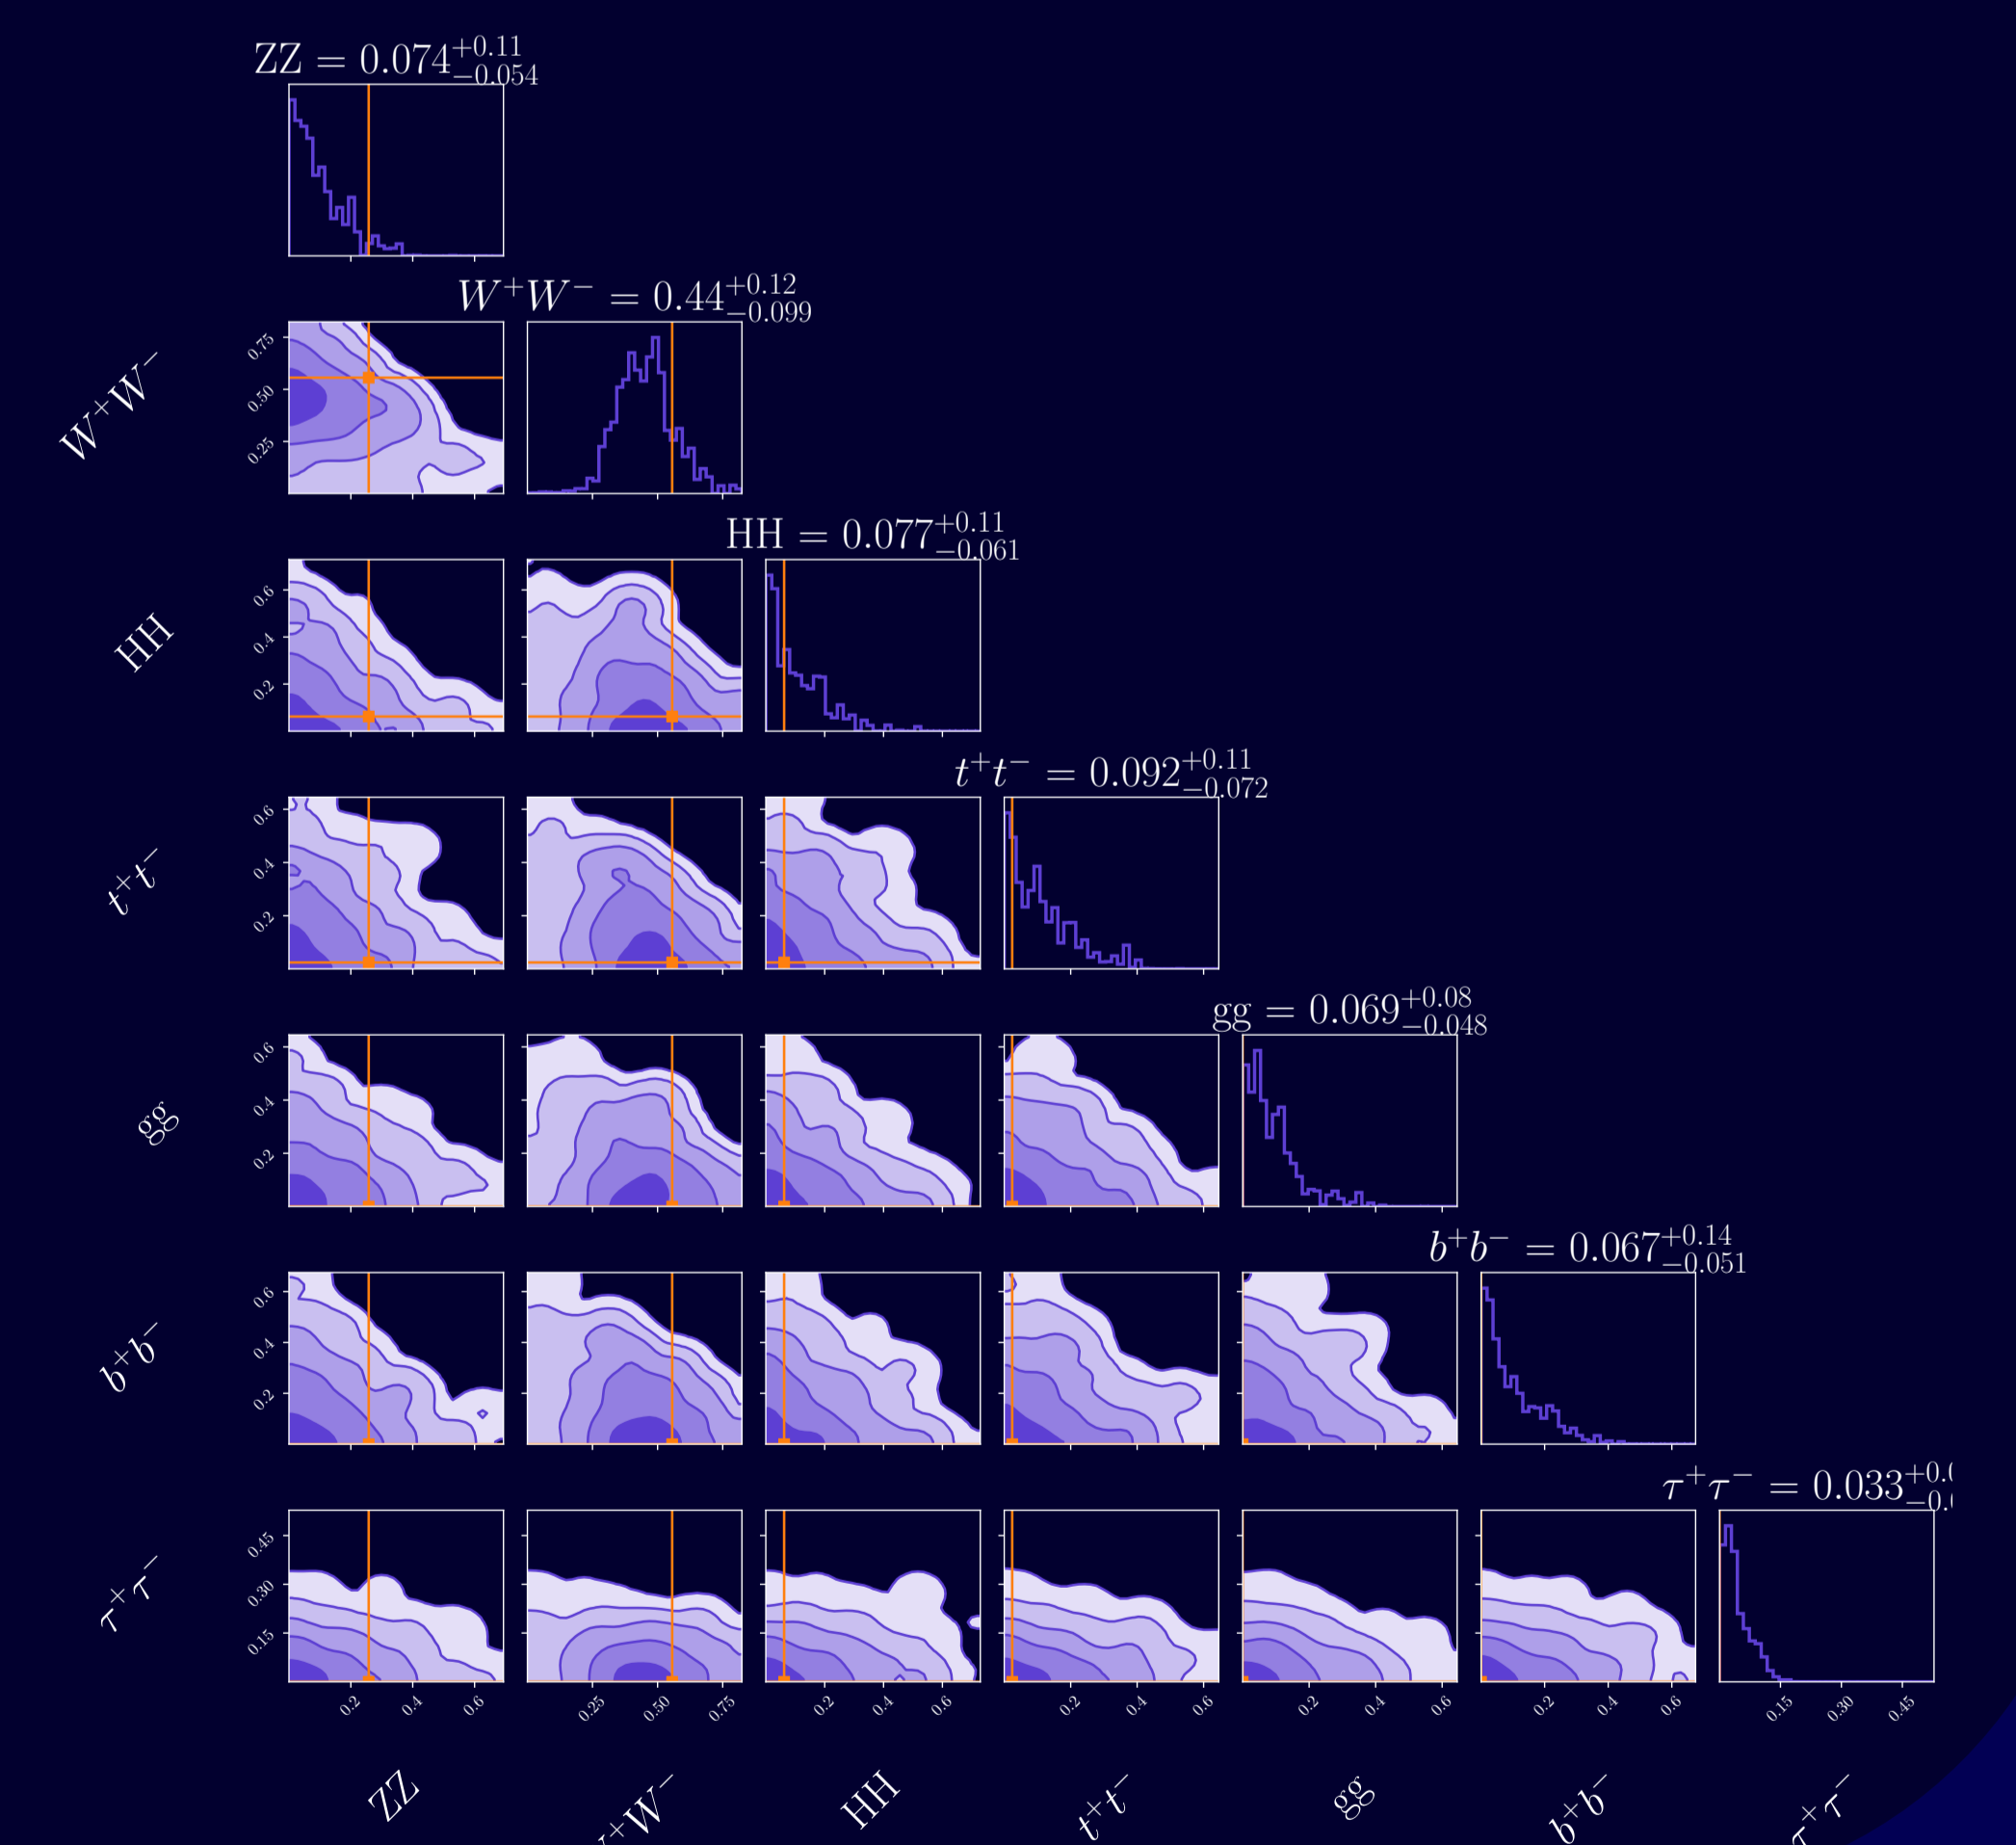 ZZ = 0.074^{+0.11}_{-0.054}
W^+W^- = 0.44^{+0.12}_{-0.099}
0.75
0.50
0.25
W^+W^-
HH = 0.077^{+0.11}_{-0.061}
0.6
0.4
0.2
HH
t^+t^- = 0.092^{+0.11}_{-0.072}
0.6
0.4
0.2
t^+t^-
gg = 0.069^{+0.08}_{-0.048}
0.6
0.4
0.2
gg
b^+b^- = 0.067^{+0.14}_{-0.051}
0.6
0.4
0.2
b^+b^-
τ^+τ^- = 0.033
0.45
0.30
0.15
τ^+τ^-
0.2 0.4 0.6 0.25 0.50 0.75 0.2 0.4 0.6 0.2 0.4 0.6 0.2 0.4 0.6 0.2 0.4 0.6 0.15 0.30 0.45
ZZ ^+W^- HH t^+t^- gg b^+b^- τ^+τ^-